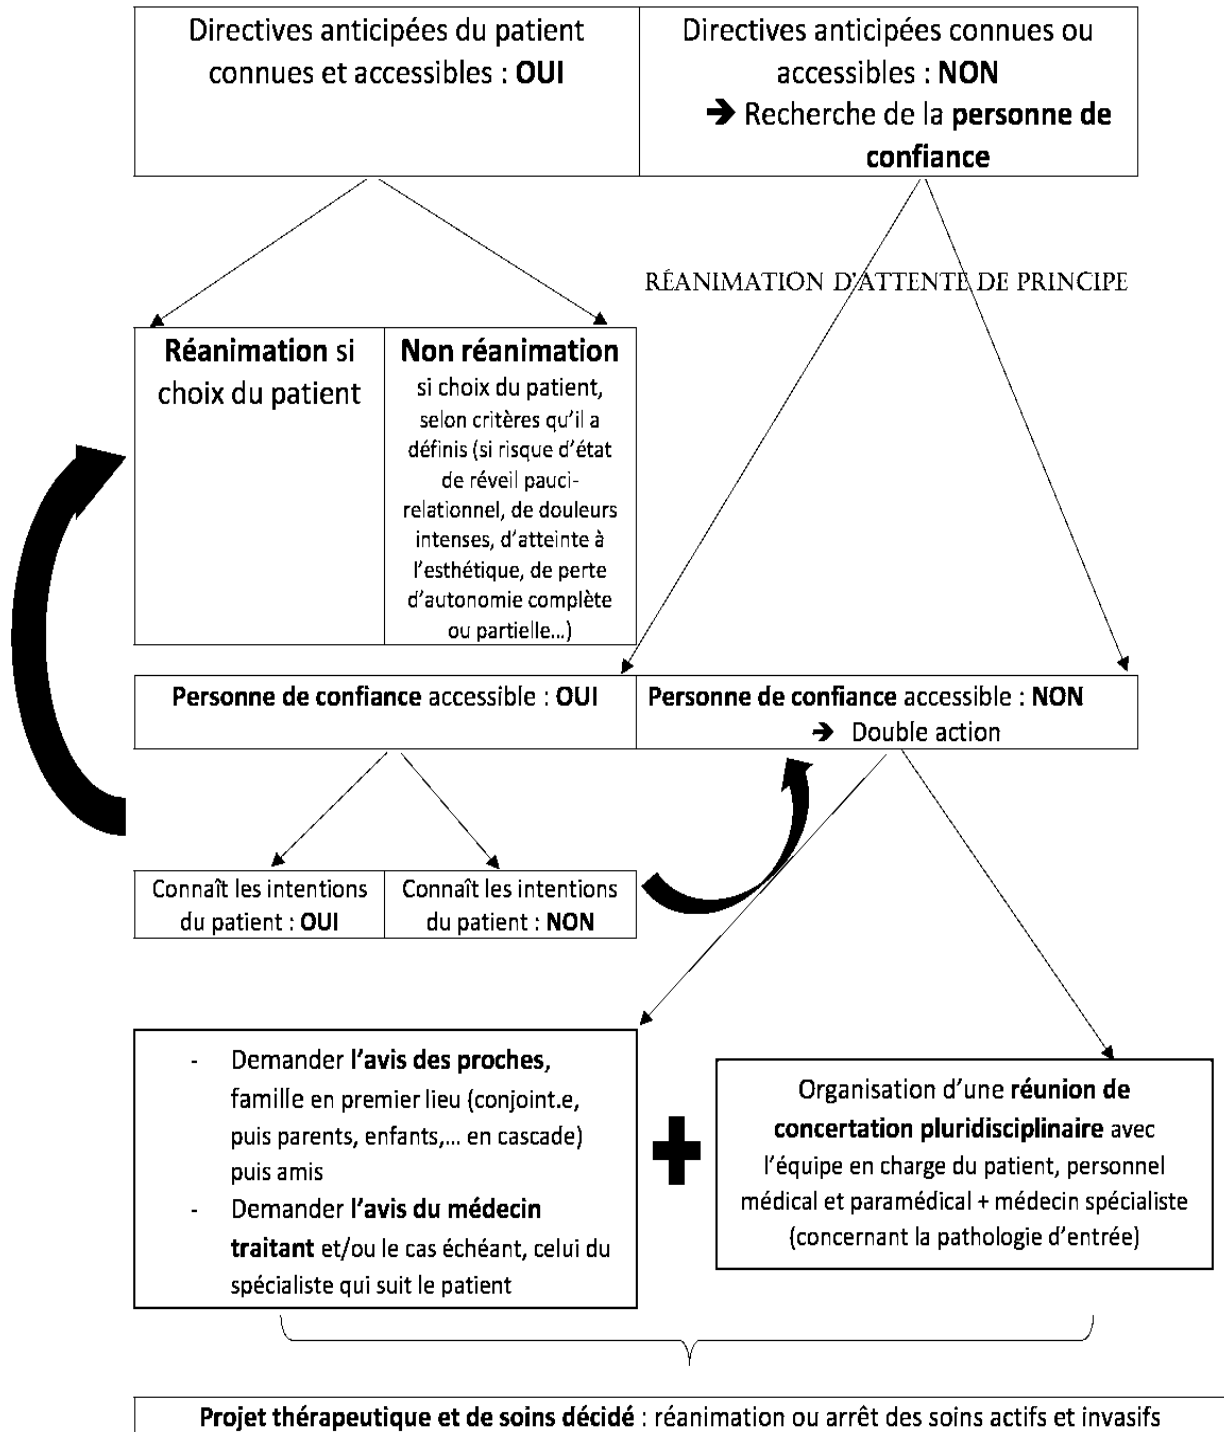 Directives anticipées du patient
connues et accessibles : OUI
Directives anticipées connues ou
accessibles : NON
➔ Recherche de la personne de
confiance
RÉANIMATION D'ATTENTE DE PRINCIPE
Réanimation si
choix du patient
Non réanimation
si choix du patient,
selon critères qu'il a
définis (si risque d'état
de réveil pauci-
relationnel, de douleurs
intenses, d'atteinte à
l'esthétique, de perte
d'autonomie complète
ou partielle...)
Personne de confiance accessible : OUI
Personne de confiance accessible : NON
➔ Double action
Connaît les intentions
du patient : OUI
Connaît les intentions
du patient : NON
- Demander l'avis des proches,
famille en premier lieu (conjoint.e,
puis parents, enfants,... en cascade)
puis amis
- Demander l'avis du médecin
traitant et/ou le cas échéant, celui du
spécialiste qui suit le patient
Organisation d'une réunion de
concertation pluridisciplinaire avec
l'équipe en charge du patient, personnel
médical et paramédical + médecin spécialiste
(concernant la pathologie d'entrée)
Projet thérapeutique et de soins décidé : réanimation ou arrêt des soins actifs et invasifs